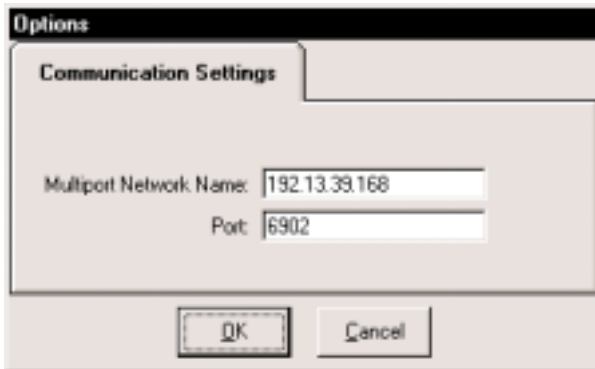 Options
Communication Settings
Multiport Network Name: 192.13.39.168
Port: 6902
OK Cancel